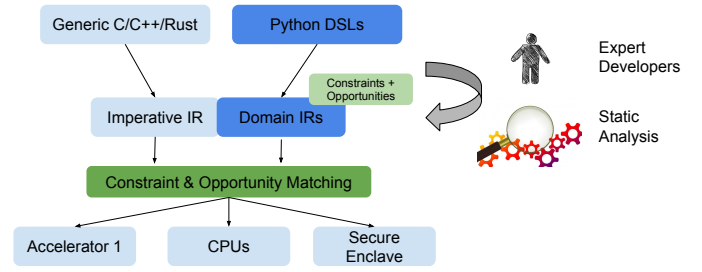 Generic C/C++/Rust
Python DSLs
Expert
Developers
Constraints +
Opportunities
Imperative IR
Domain IRs
Static
Analysis
Constraint & Opportunity Matching
Accelerator 1
CPUs
Secure
Enclave